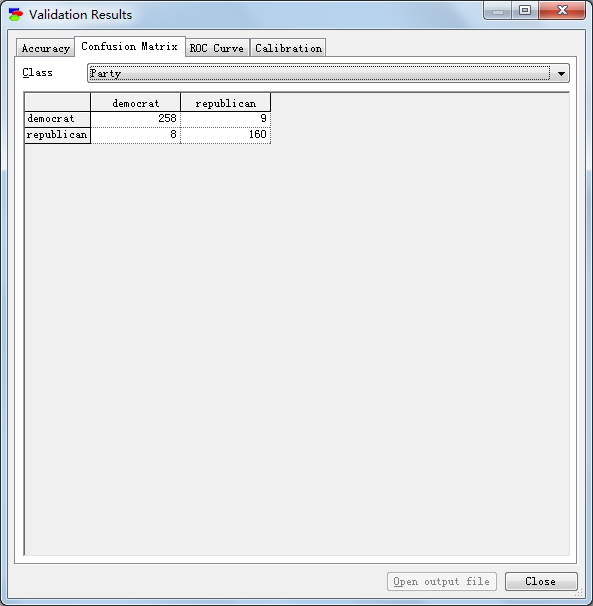 Validation Results
Accuracy Confusion Matrix ROC Curve Calibration
Class Party
democrat republican
democrat 258 9
republican 8 160
Open output file Close